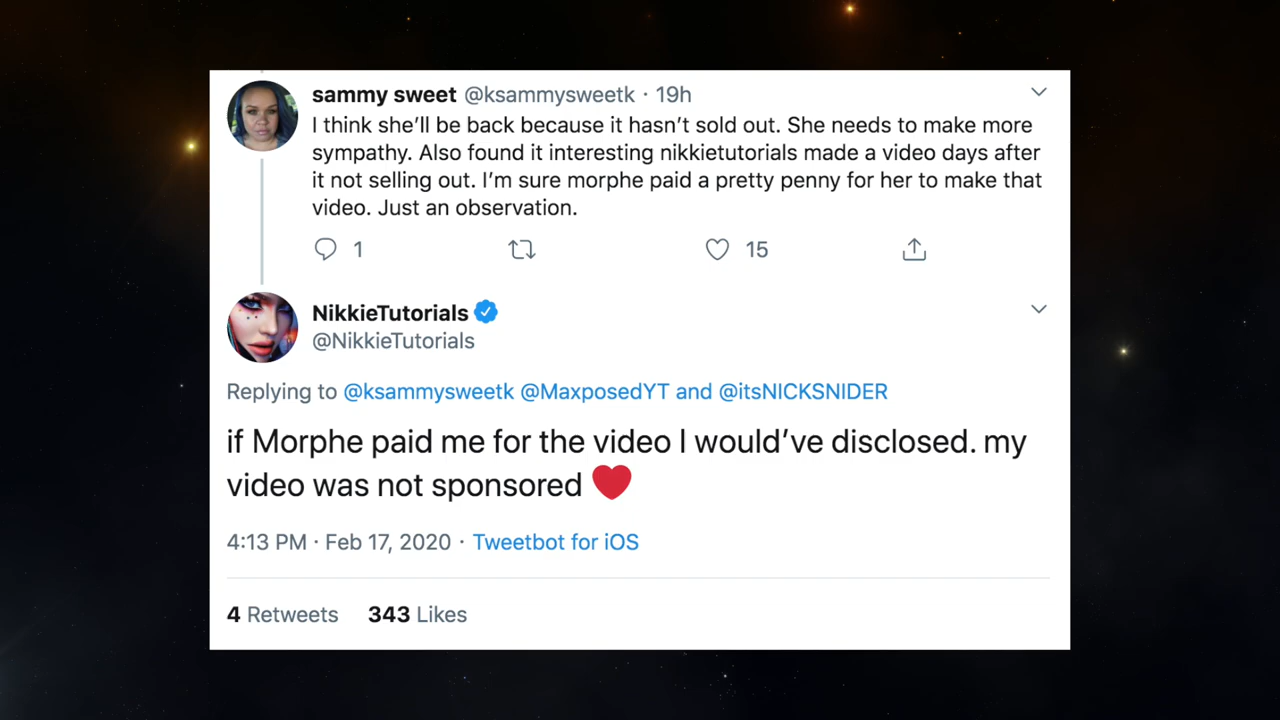 sammy sweet @ksammysweetk · 19h
I think she’ll be back because it hasn’t sold out. She needs to make more
sympathy. Also found it interesting nikkietutorials made a video days after
it not selling out. I’m sure morphe paid a pretty penny for her to make that
video. Just an observation.
1 15
NikkieTutorials
@NikkieTutorials
Replying to @ksammysweetk @MaxposedYT and @itsNICKSNIDER
if Morphe paid me for the video I would’ve disclosed. my
video was not sponsored ❤️
4:13 PM · Feb 17, 2020 · Tweetbot for iOS
4 Retweets 343 Likes